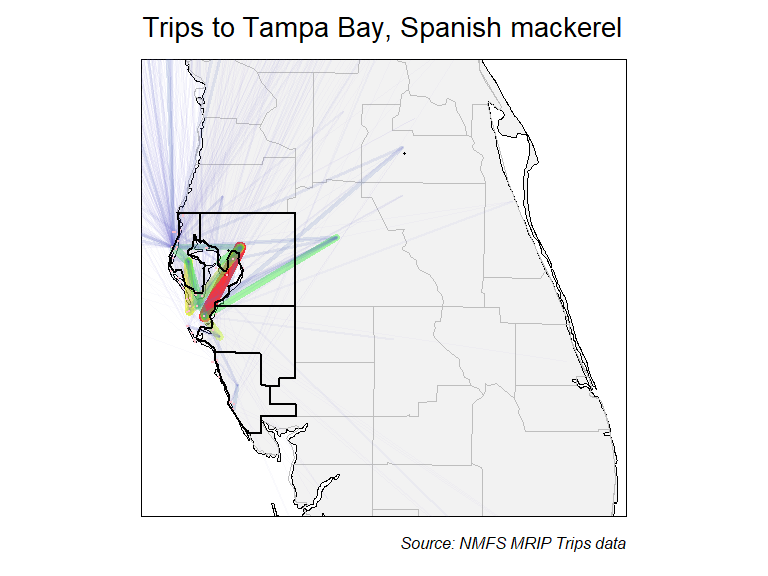 Trips to Tampa Bay, Spanish mackerel
Source: NMFS MRIP Trips data